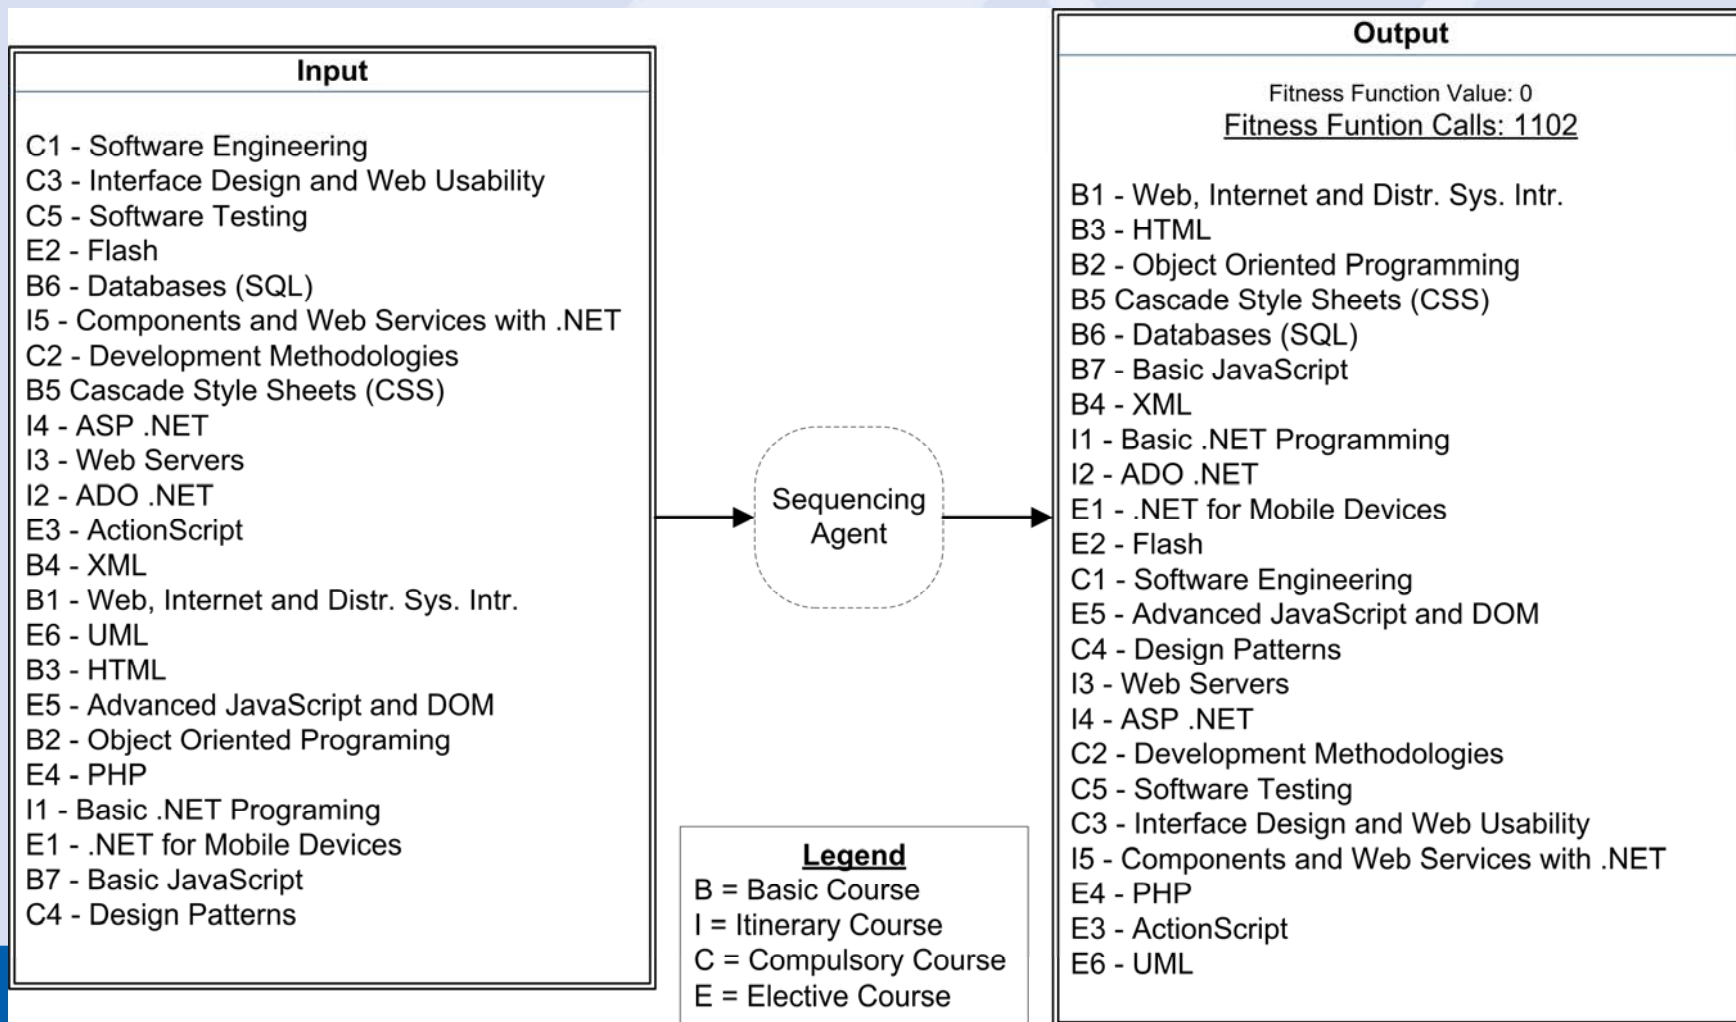 Input
C1 - Software Engineering
C3 - Interface Design and Web Usability
C5 - Software Testing
E2 - Flash
B6 - Databases (SQL)
I5 - Components and Web Services with .NET
C2 - Development Methodologies
B5 Cascade Style Sheets (CSS)
I4 - ASP .NET
I3 - Web Servers
I2 - ADO .NET
E3 - ActionScript
B4 - XML
B1 - Web, Internet and Distr. Sys. Intr.
E6 - UML
B3 - HTML
E5 - Advanced JavaScript and DOM
B2 - Object Oriented Programing
E4 - PHP
I1 - Basic .NET Programing
E1 - .NET for Mobile Devices
B7 - Basic JavaScript
C4 - Design Patterns
Sequencing
Agent
Legend
B = Basic Course
I = Itinerary Course
C = Compulsory Course
E = Elective Course
Output
Fitness Function Value: 0
Fitness Funtion Calls: 1102
B1 - Web, Internet and Distr. Sys. Intr.
B3 - HTML
B2 - Object Oriented Programming
B5 Cascade Style Sheets (CSS)
B6 - Databases (SQL)
B7 - Basic JavaScript
B4 - XML
I1 - Basic .NET Programming
I2 - ADO .NET
E1 - .NET for Mobile Devices
E2 - Flash
C1 - Software Engineering
E5 - Advanced JavaScript and DOM
C4 - Design Patterns
I3 - Web Servers
I4 - ASP .NET
C2 - Development Methodologies
C5 - Software Testing
C3 - Interface Design and Web Usability
I5 - Components and Web Services with .NET
E4 - PHP
E3 - ActionScript
E6 - UML